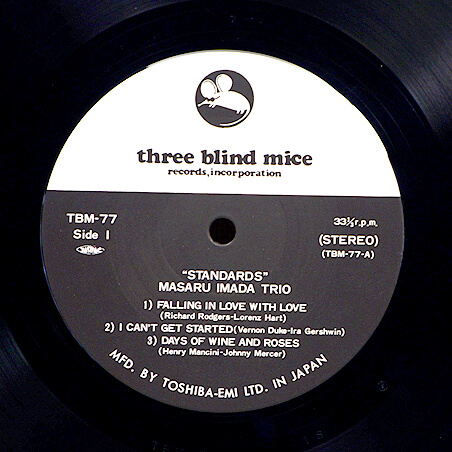 three blind mice
records, incorporation
TBM-77
Side 1
33⅓ r.p.m.
(STEREO)
(TBM-77-A)
"STANDARDS"
MASARU IMADA TRIO
1) FALLING IN LOVE WITH LOVE
(Richard Rodgers-Lorenz Hart)
2) I CAN'T GET STARTED (Vernon Duke-Ira Gershwin)
3) DAYS OF WINE AND ROSES
(Henry Mancini-Johnny Mercer)
MFD. BY TOSHIBA-EMI LTD. IN JAPAN